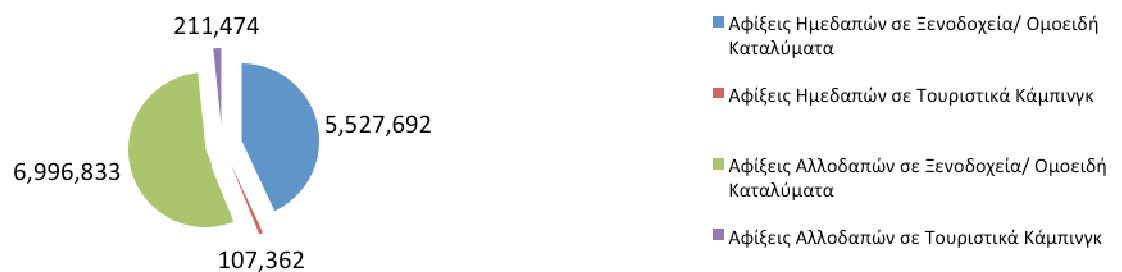 211,474
5,527,692
6,996,833
107,362
Αφίξεις Ημεδαπών σε Ξενοδοχεία/ Ομοειδή
Καταλύματα
Αφίξεις Ημεδαπών σε Τουριστικά Κάμπινγκ
Αφίξεις Αλλοδαπών σε Ξενοδοχεία/ Ομοειδή
Καταλύματα
Αφίξεις Αλλοδαπών σε Τουριστικά Κάμπινγκ